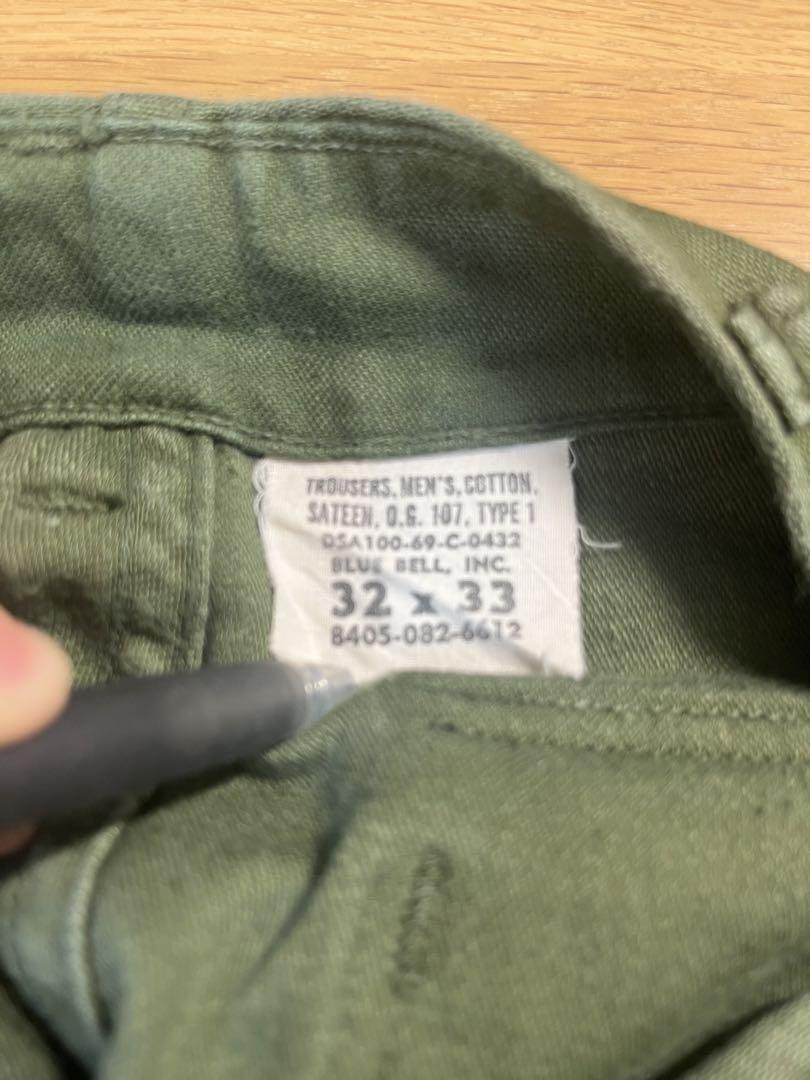 TROUSERS, MEN'S, COTTON,
SATEEN, O.G. 107, TYPE 1
DSA100-69-C-0432
BLUE BELL, INC.
32 x 33
8405-082-6612